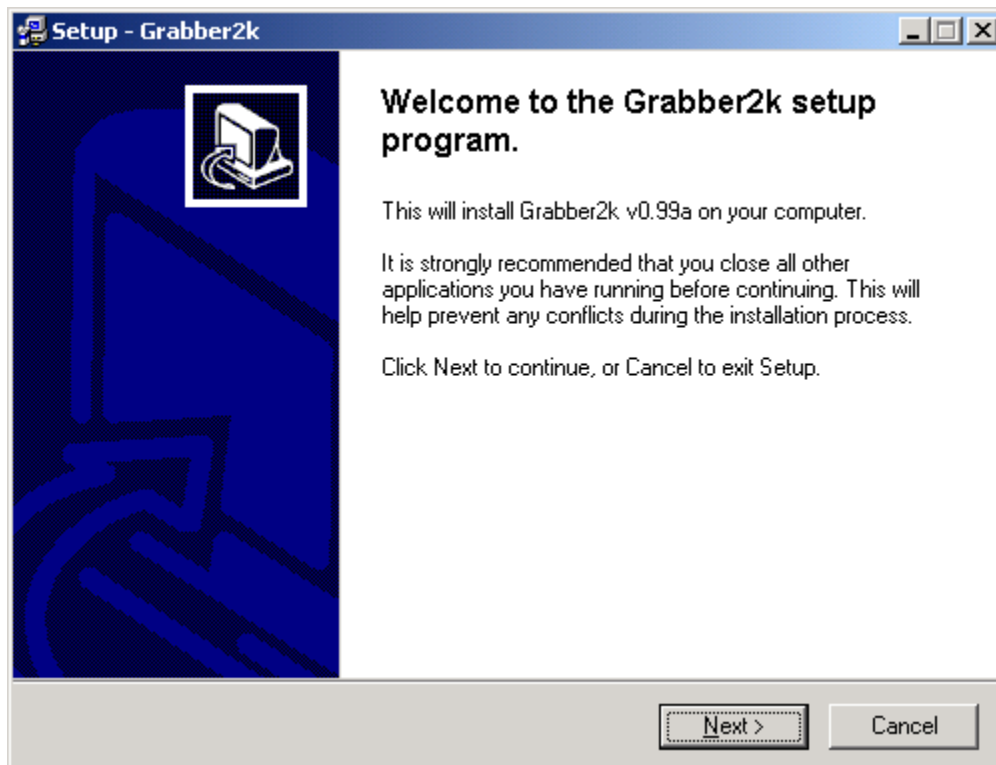 Setup - Grabber2k
Welcome to the Grabber2k setup
program.
This will install Grabber2k v0.99a on your computer.
It is strongly recommended that you close all other
applications you have running before continuing. This will
help prevent any conflicts during the installation process.
Click Next to continue, or Cancel to exit Setup.
Next >
Cancel